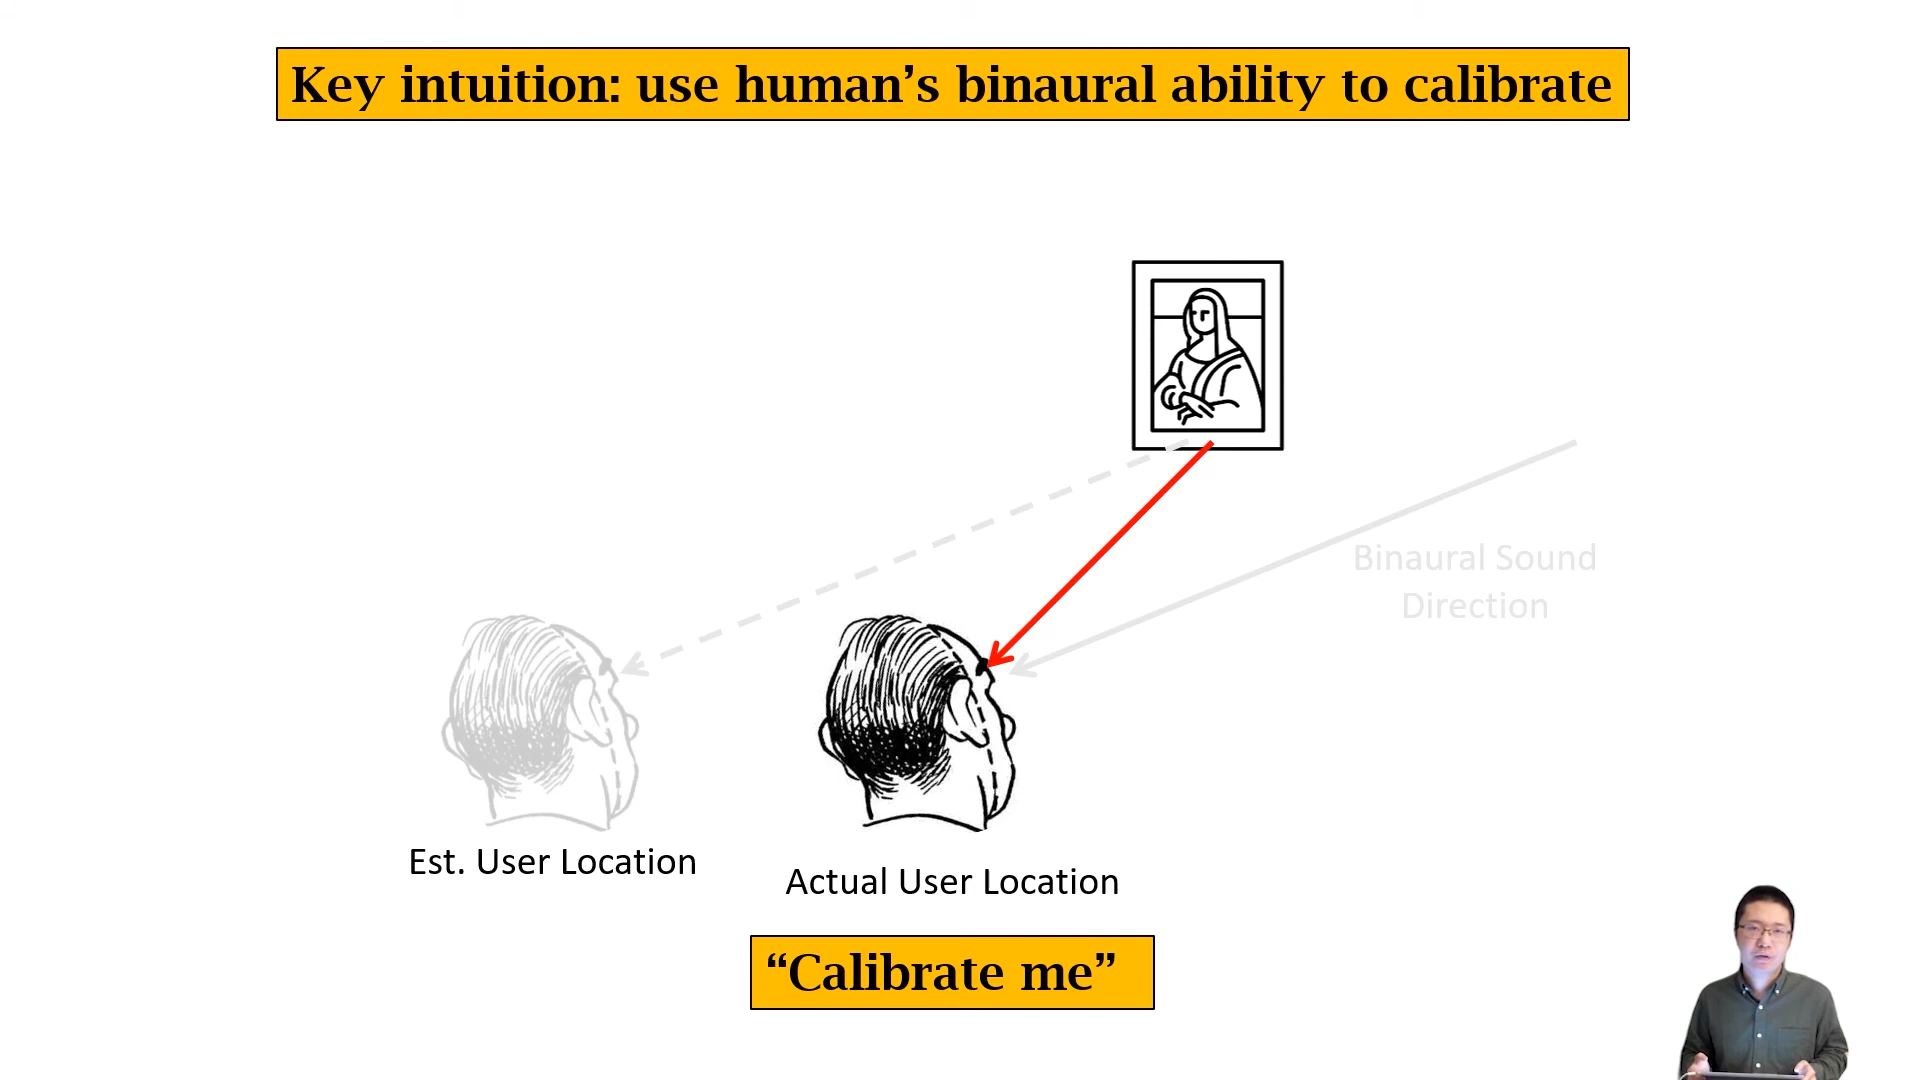 Key intuition: use human’s binaural ability to calibrate
Binaural Sound
Direction
Est. User Location
Actual User Location
“Calibrate me”